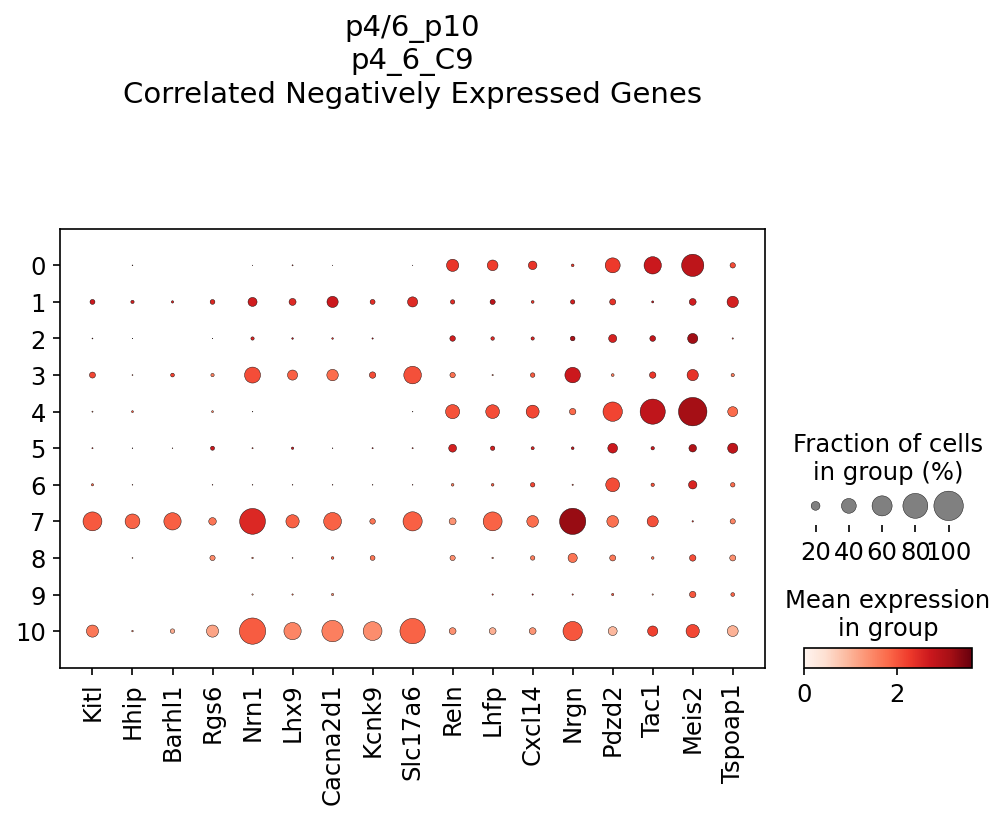 p4/6_p10
p4_6_C9
Correlated Negatively Expressed Genes
0
1
2
3
4
5
6
7
8
9
10
Kitl
Hhip
Barhl1
Rgs6
Nrn1
Lhx9
Cacna2d1
Kcnk9
Slc17a6
Reln
Lhfp
Cxcl14
Nrgn
Pdzd2
Tac1
Meis2
Tspoap1
Fraction of cells
in group (%)
20 40 60 80 100
Mean expression
in group
0 2